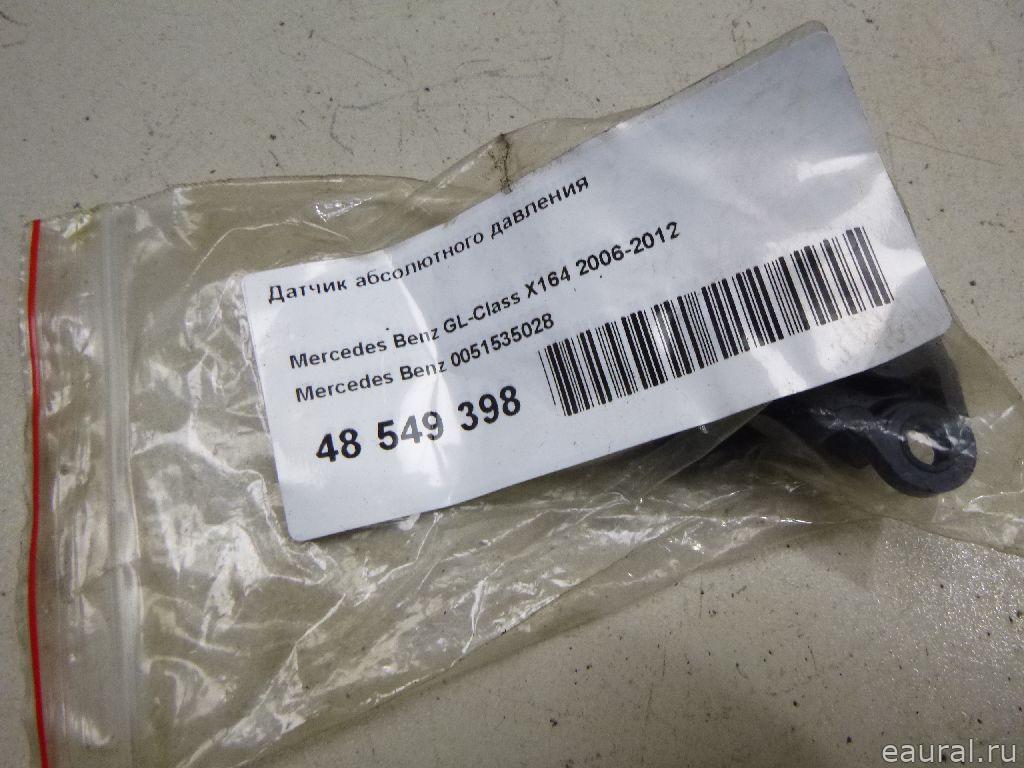 Датчик абсолютного давления
Mercedes Benz GL-Class X164 2006-2012
Mercedes Benz 0051535028
48 549 398
eaural.ru